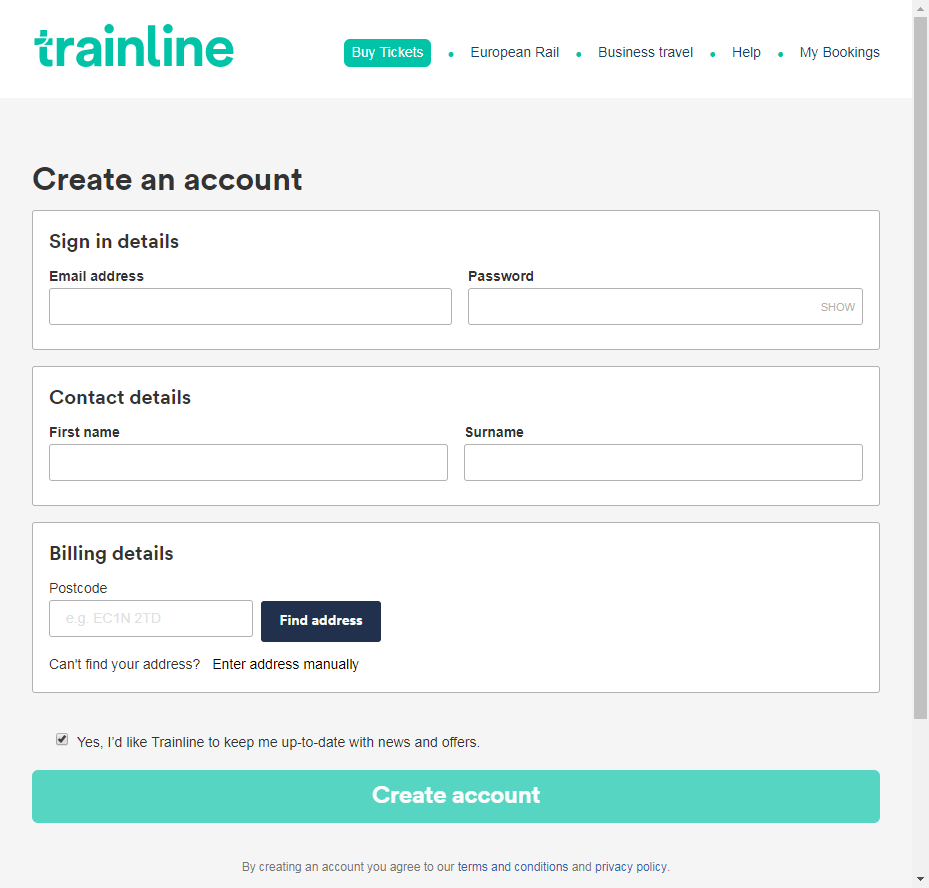 trainline
Buy Tickets • European Rail • Business travel • Help • My Bookings
Create an account
Sign in details
Email address Password
SHOW
Contact details
First name Surname
Billing details
Postcode
e.g. EC1N 2TD Find address
Can't find your address? Enter address manually
Yes, I’d like Trainline to keep me up-to-date with news and offers.
Create account
By creating an account you agree to our terms and conditions and privacy policy.